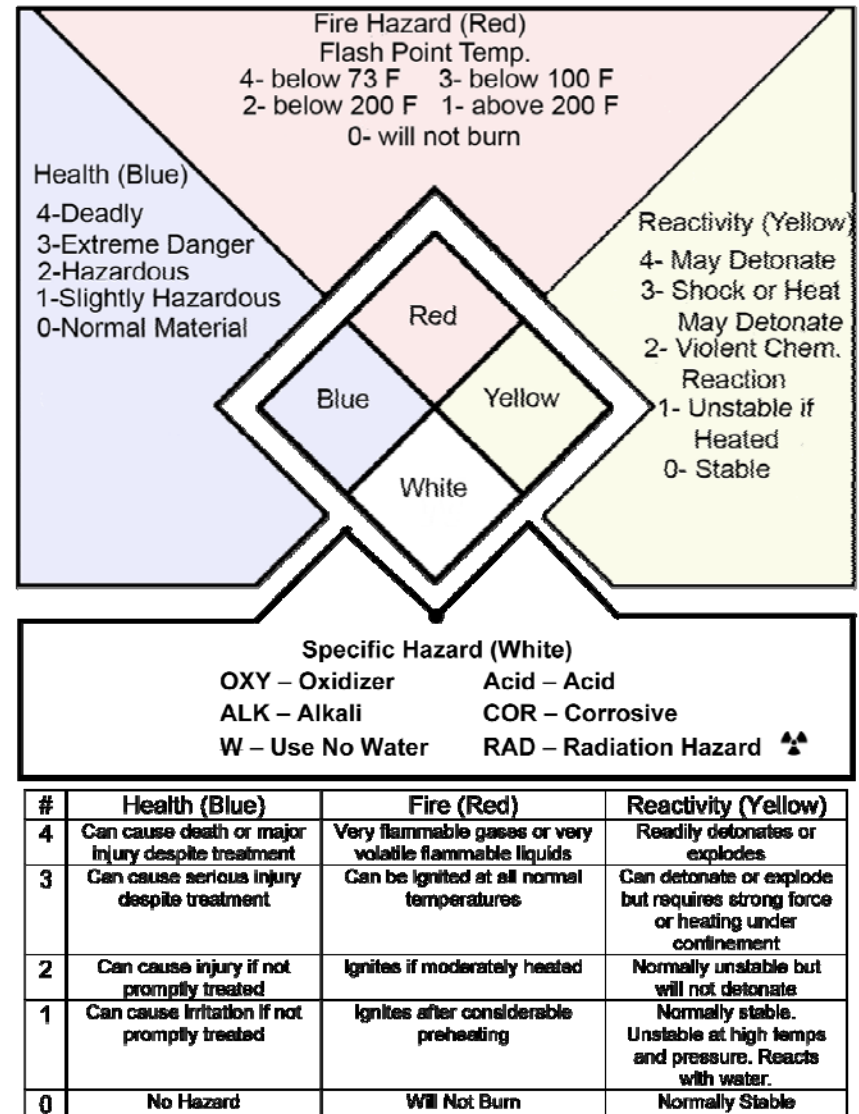 Fire Hazard (Red)
Flash Point Temp.
4- below 73 F 3- below 100 F
2- below 200 F 1- above 200 F
0- will not burn
Health (Blue)
4-Deadly
3-Extreme Danger
2-Hazardous
1-Slightly Hazardous
0-Normal Material
Reactivity (Yellow)
4- May Detonate
3- Shock or Heat
May Detonate
2- Violent Chem.
Reaction
1- Unstable if
Heated
0- Stable
Red
Blue
Yellow
White
Specific Hazard (White)
OXY – Oxidizer Acid – Acid
ALK – Alkali COR – Corrosive
W – Use No Water RAD – Radiation Hazard
# Health (Blue) Fire (Red) Reactivity (Yellow)
4 Can cause death or major Very flammable gases or very Readily detonates or
injury despite treatment volatile flammable liquids explodes
3 Can cause serious injury Can be ignited at all normal Can detonate or explode
despite treatment temperatures but requires strong force
or heating under
confinement
2 Can cause injury if not Ignites if moderately heated Normally unstable but
promptly treated will not detonate
1 Can cause irritation if not Ignites after considerable Normally stable.
promptly treated preheating Unstable at high temps
and pressure. Reacts
with water.
0 No Hazard Will Not Burn Normally Stable